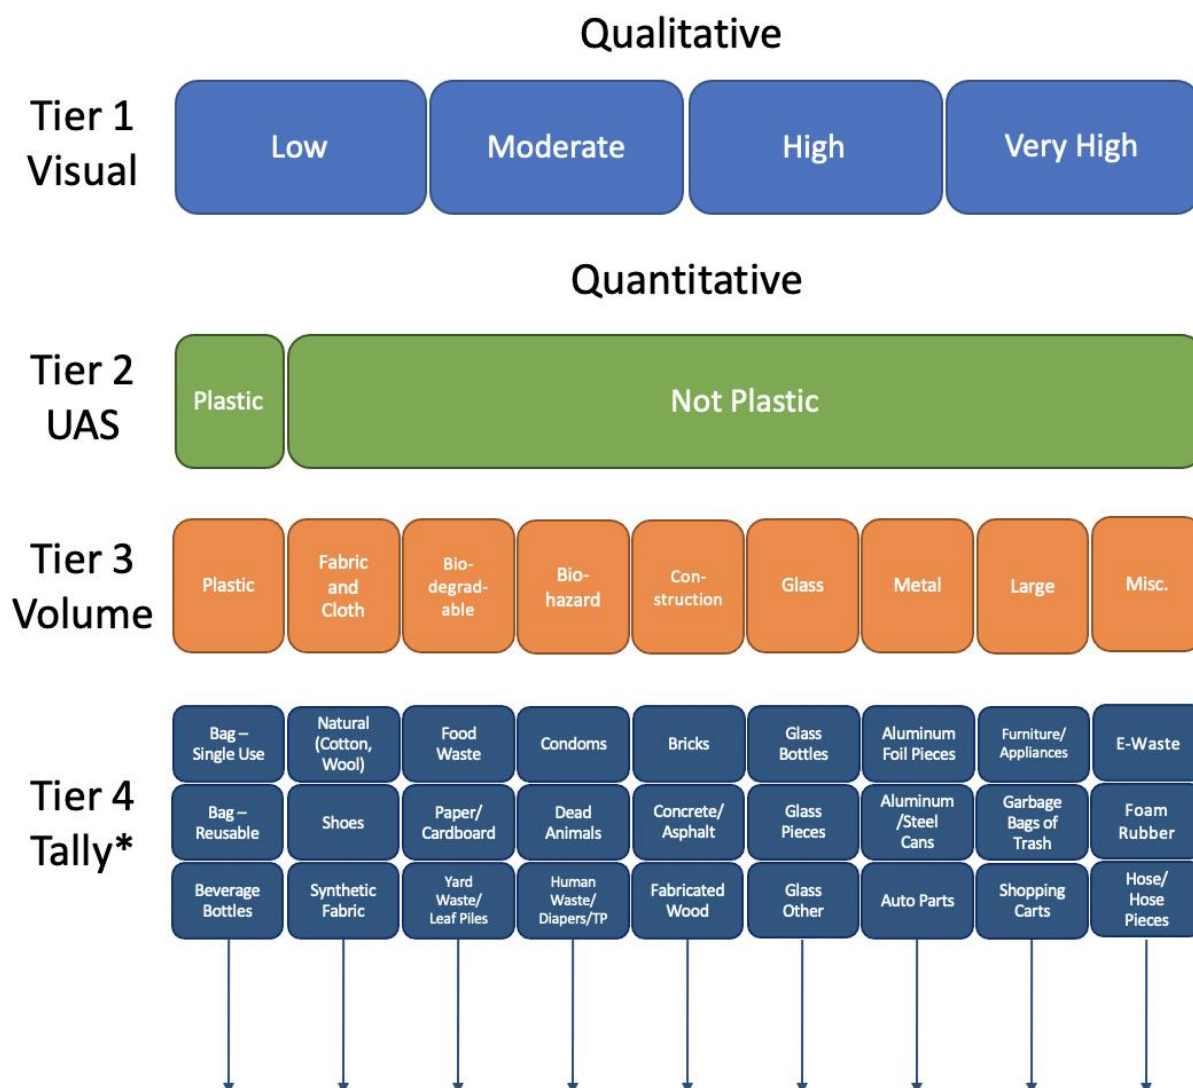 Qualitative
Tier 1
Visual
Low
Moderate
High
Very High
Quantitative
Tier 2
UAS
Plastic
Not Plastic
Tier 3
Volume
Plastic
Fabric
and
Cloth
Bio-
degrad-
able
Bio-
hazard
Con-
struction
Glass
Metal
Large
Misc.
Tier 4
Tally*
Bag –
Single Use
Natural
(Cotton,
Wool)
Food
Waste
Condoms
Bricks
Glass
Bottles
Aluminum
Foil Pieces
Furniture/
Appliances
E-Waste
Bag –
Reusable
Shoes
Paper/
Cardboard
Dead
Animals
Concrete/
Asphalt
Glass
Pieces
Aluminum
/Steel
Cans
Garbage
Bags of
Trash
Foam
Rubber
Beverage
Bottles
Synthetic
Fabric
Yard
Waste/
Leaf Piles
Human
Waste/
Diapers/TP
Fabricated
Wood
Glass
Other
Auto Parts
Shopping
Carts
Hose/
Hose
Pieces